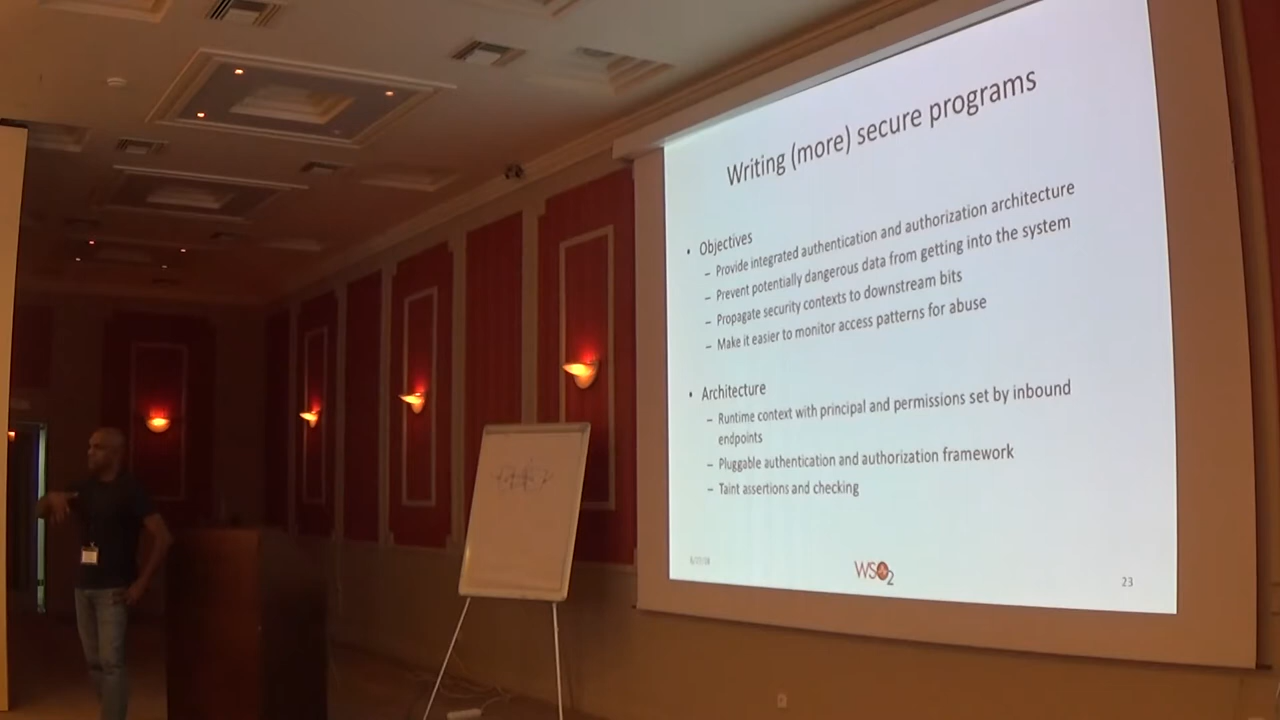 Writing (more) secure programs
• Objectives
– Provide integrated authentication and authorization architecture
– Prevent potentially dangerous data from getting into the system
– Propagate security contexts to downstream bits
– Make it easier to monitor access patterns for abuse
• Architecture
– Runtime context with principal and permissions set by inbound
endpoints
– Pluggable authentication and authorization framework
– Taint assertions and checking
WSO2
23